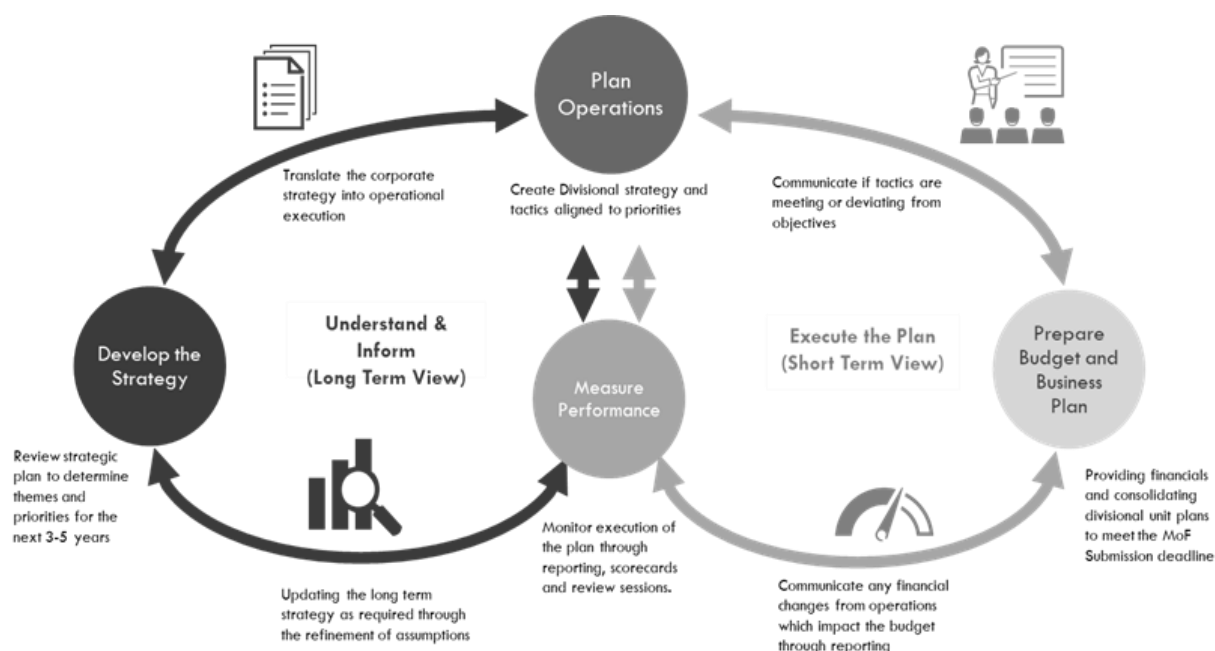 Plan
Operations
Translate the corporate
strategy into operational
execution
Create Divisional strategy and
tactics aligned to priorities
Communicate if tactics are
meeting or deviating from
objectives
Develop the
Strategy
Understand &
Inform
(Long Term View)
Measure
Performance
Execute the Plan
(Short Term View)
Prepare
Budget and
Business
Plan
Review strategic
plan to determine
themes and
priorities for the
next 3-5 years
Updating the long term
strategy as required through
the refinement of assumptions
Monitor execution of
the plan through
reporting, scorecards
and review sessions.
Communicate any financial
changes from operations
which impact the budget
through reporting
Providing financials
and consolidating
divisional unit plans
to meet the MoF
Submission deadline